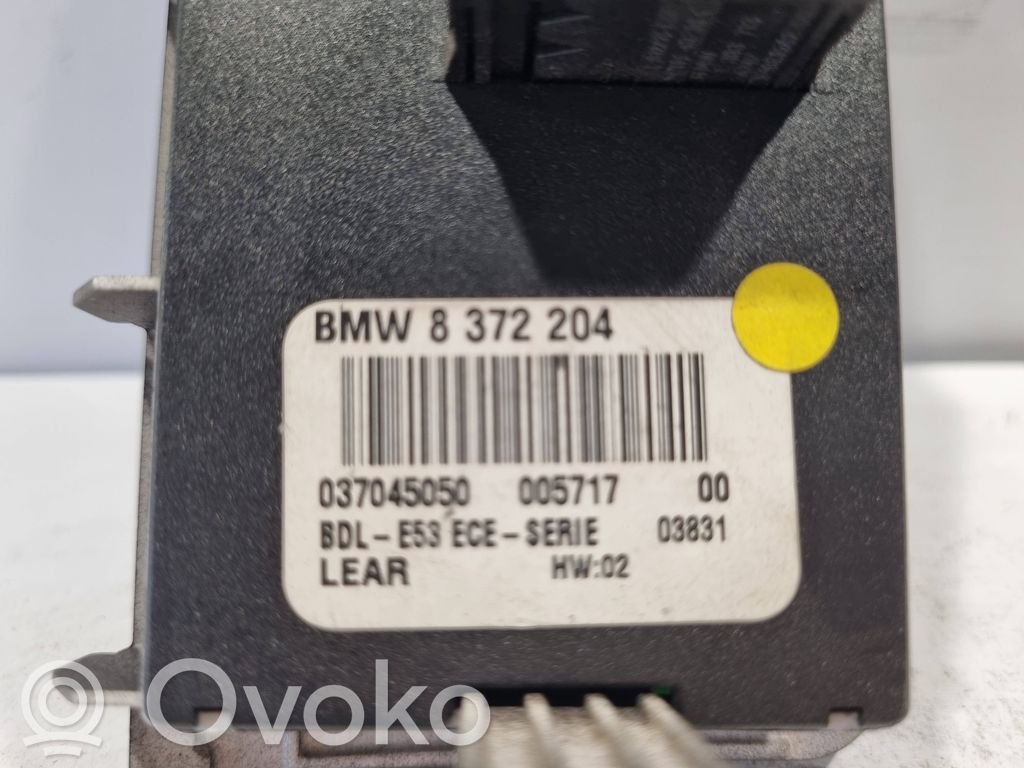 BMW 8 372 204
037045050 005717 00
BDL-E53 ECE-SERIE 03831
LEAR HW:02
Ovoko